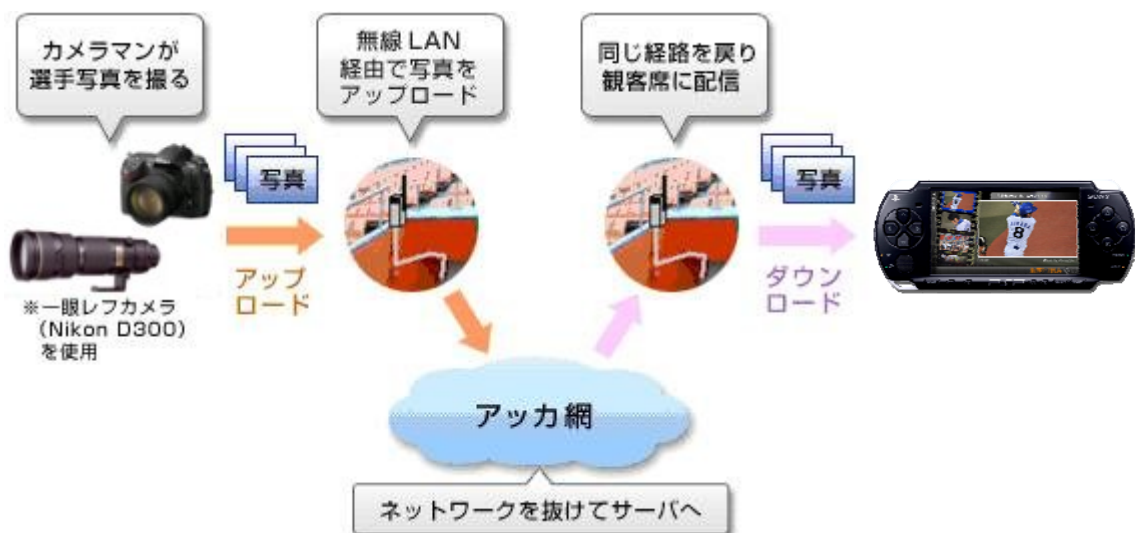 カメラマンが
選手写真を撮る
無線LAN
経由で写真を
アップロード
同じ経路を戻り
観客席に配信
写真
写真
アップ
ロード
ダウン
ロード
※一眼レフカメラ
(Nikon D300)
を使用
アッカ網
ネットワークを抜けてサーバへ
SONY
8